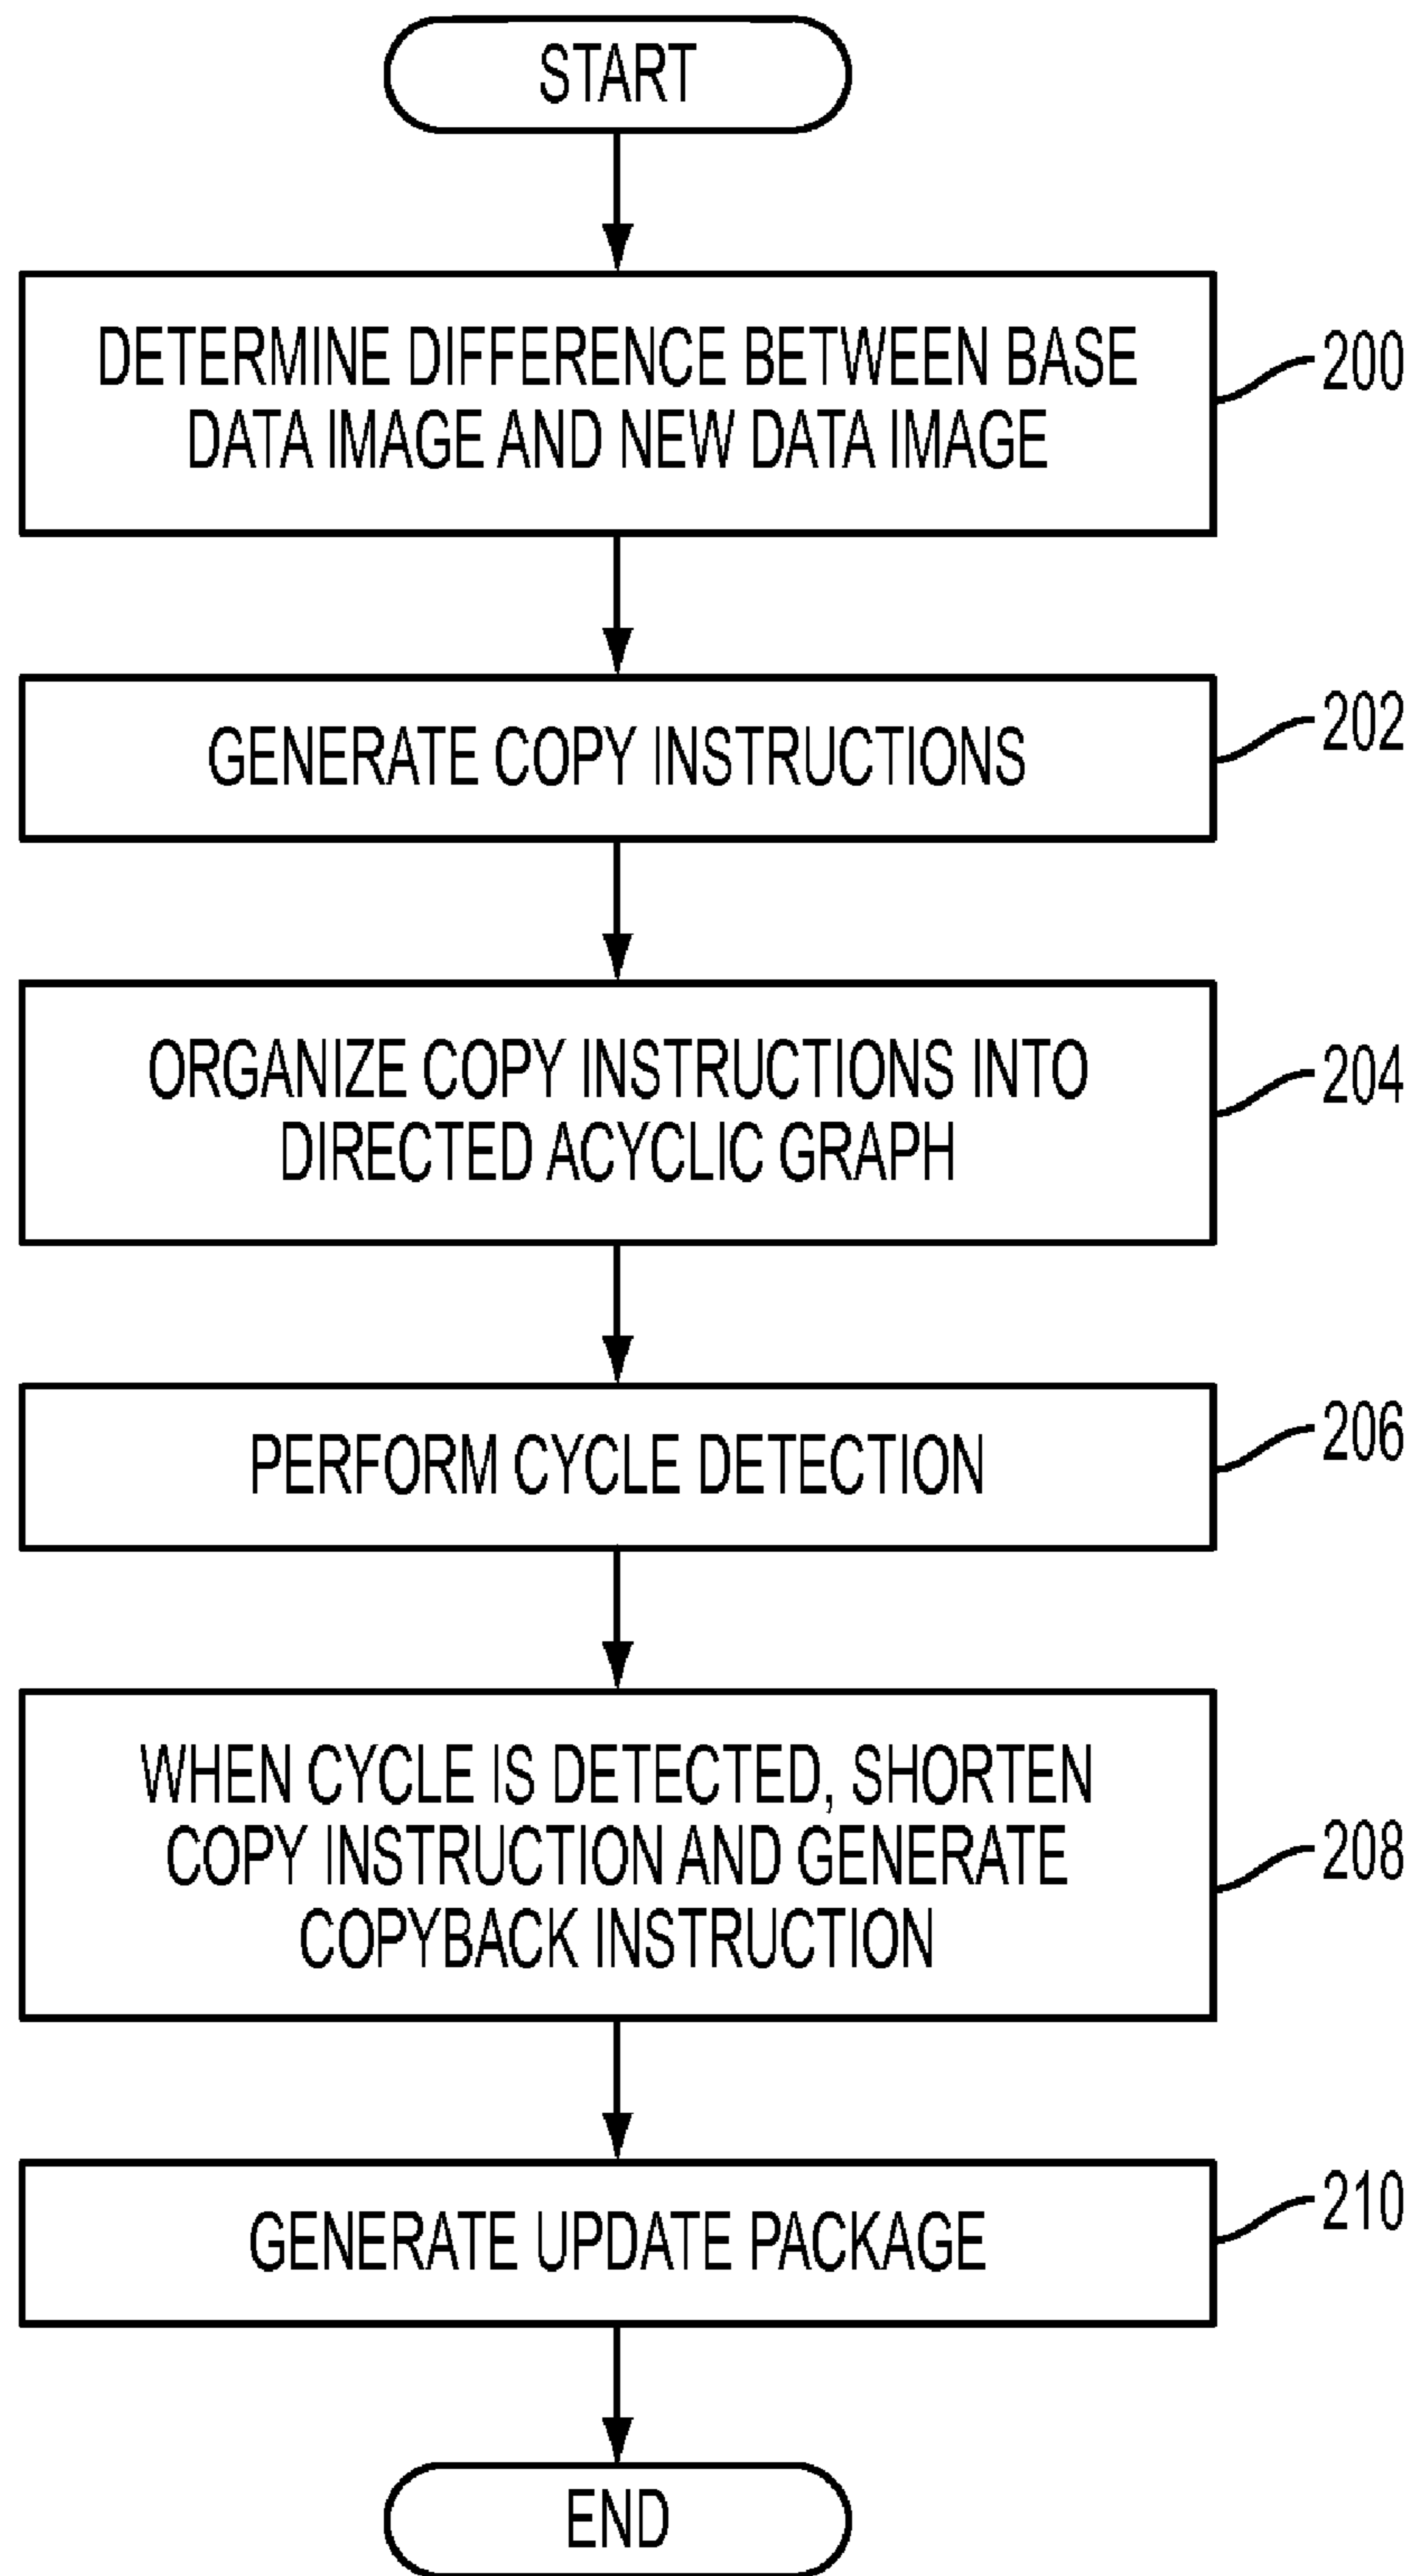 START
DETERMINE DIFFERENCE BETWEEN BASE
DATA IMAGE AND NEW DATA IMAGE
200
GENERATE COPY INSTRUCTIONS
202
ORGANIZE COPY INSTRUCTIONS INTO
DIRECTED ACYCLIC GRAPH
204
PERFORM CYCLE DETECTION
206
WHEN CYCLE IS DETECTED, SHORTEN
COPY INSTRUCTION AND GENERATE
COPYBACK INSTRUCTION
208
GENERATE UPDATE PACKAGE
210
END